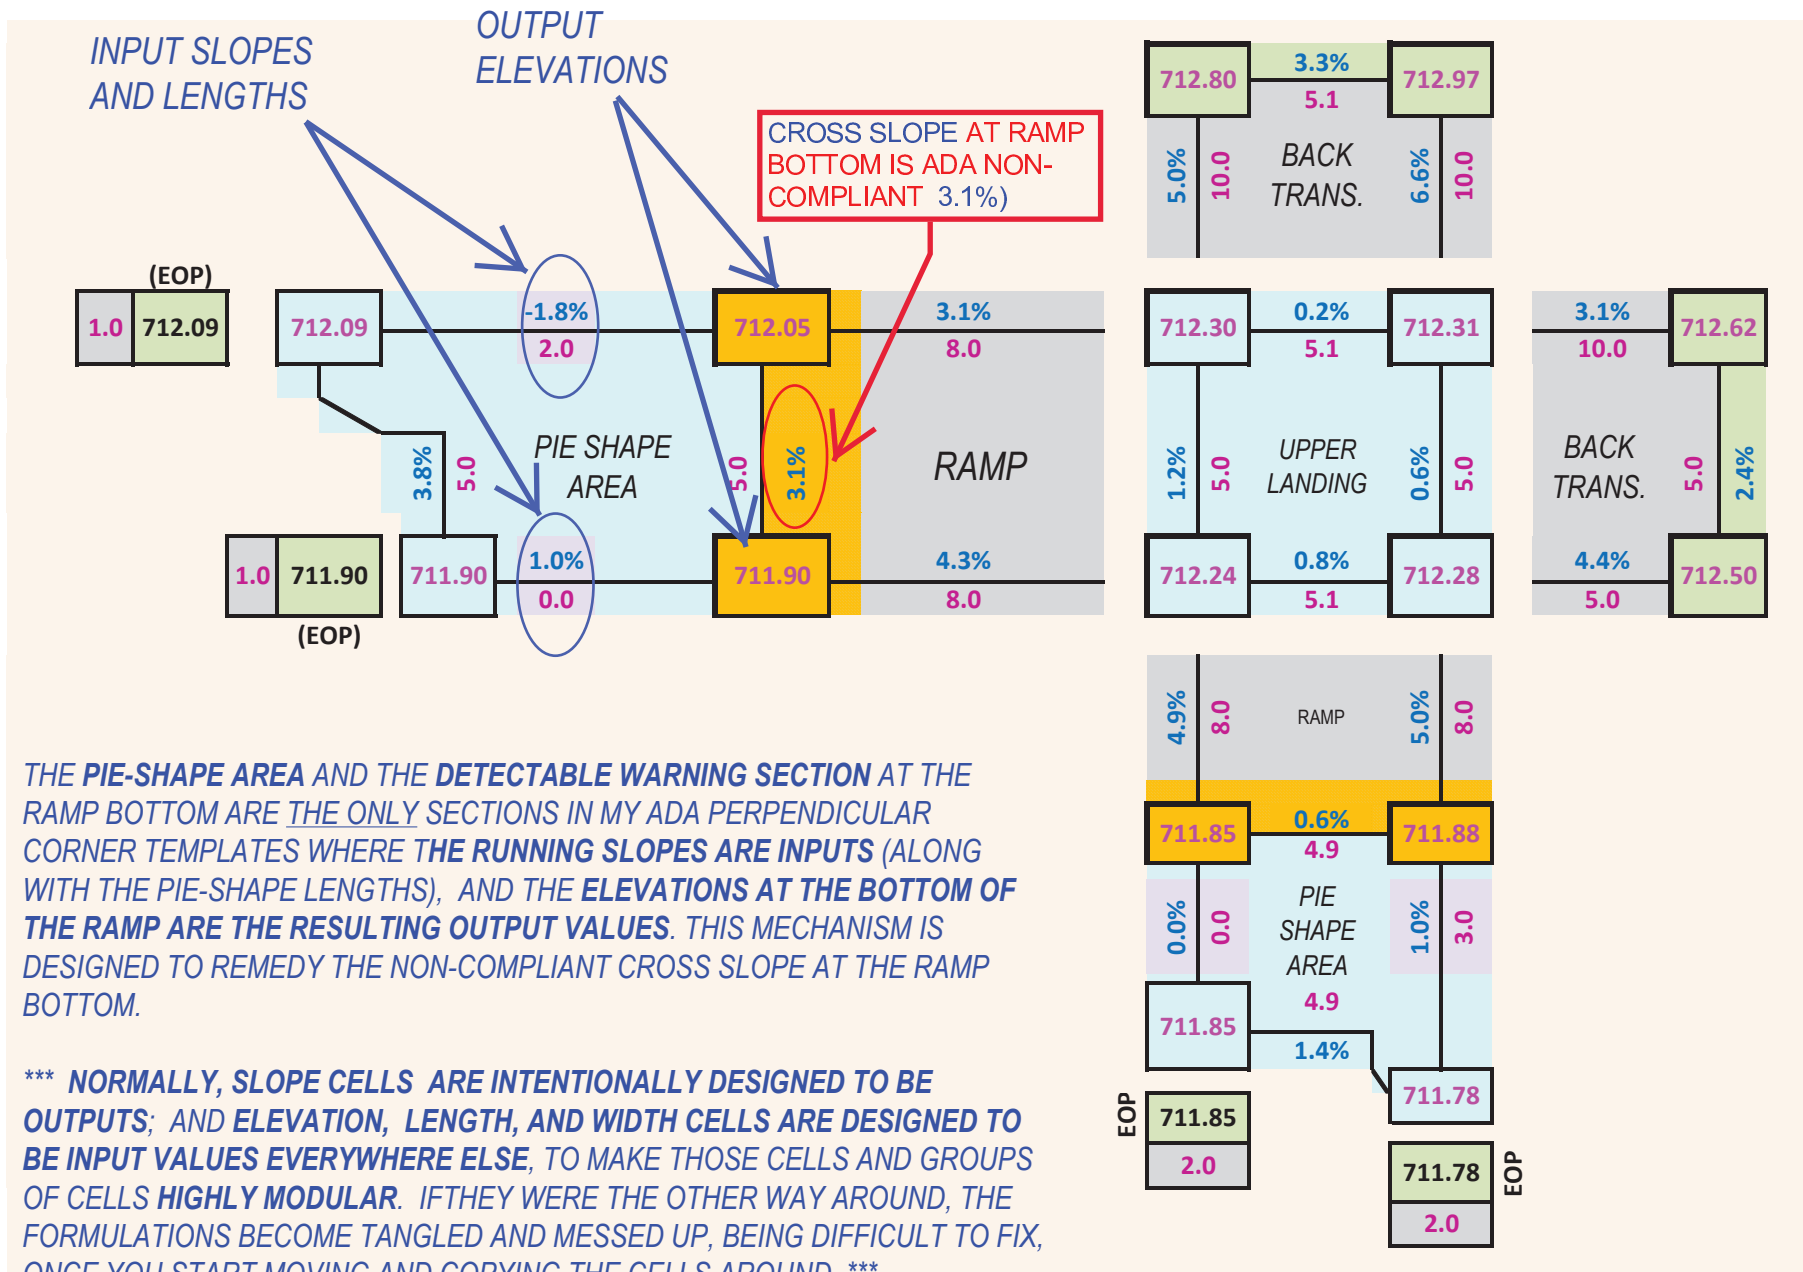 INPUT SLOPES
AND LENGTHS
OUTPUT
ELEVATIONS
CROSS SLOPE AT RAMP
BOTTOM IS ADA NON-
COMPLIANT 3.1%)
712.80
3.3%
5.1
712.97
5.0%
10.0
BACK
TRANS.
6.6%
10.0
(EOP)
1.0 712.09
712.09
-1.8%
2.0
712.05
3.1%
8.0
712.30
0.2%
5.1
712.31
3.1%
10.0
712.62
3.8%
5.0
PIE SHAPE
AREA
5.0
3.1%
RAMP
1.2%
5.0
UPPER
LANDING
0.6%
5.0
BACK
TRANS.
5.0
2.4%
1.0 711.90
(EOP)
711.90
1.0%
0.0
711.90
4.3%
8.0
712.24
0.8%
5.1
712.28
4.4%
5.0
712.50
4.9%
8.0
RAMP
5.0%
8.0
711.85
0.6%
4.9
711.88
0.0%
0.0
PIE
SHAPE
AREA
1.0%
3.0
4.9
711.85
1.4%
711.78
EOP
711.85
2.0
711.78
EOP
2.0
THE PIE-SHAPE AREA AND THE DETECTABLE WARNING SECTION AT THE
RAMP BOTTOM ARE THE ONLY SECTIONS IN MY ADA PERPENDICULAR
CORNER TEMPLATES WHERE THE RUNNING SLOPES ARE INPUTS (ALONG
WITH THE PIE-SHAPE LENGTHS), AND THE ELEVATIONS AT THE BOTTOM OF
THE RAMP ARE THE RESULTING OUTPUT VALUES. THIS MECHANISM IS
DESIGNED TO REMEDY THE NON-COMPLIANT CROSS SLOPE AT THE RAMP
BOTTOM.
*** NORMALLY, SLOPE CELLS ARE INTENTIONALLY DESIGNED TO BE
OUTPUTS; AND ELEVATION, LENGTH, AND WIDTH CELLS ARE DESIGNED TO
BE INPUT VALUES EVERYWHERE ELSE, TO MAKE THOSE CELLS AND GROUPS
OF CELLS HIGHLY MODULAR. IFTHEY WERE THE OTHER WAY AROUND, THE
FORMULATIONS BECOME TANGLED AND MESSED UP, BEING DIFFICULT TO FIX,
ONCE YOU START MOVING AND COPYING THE CELLS AROUND. ***